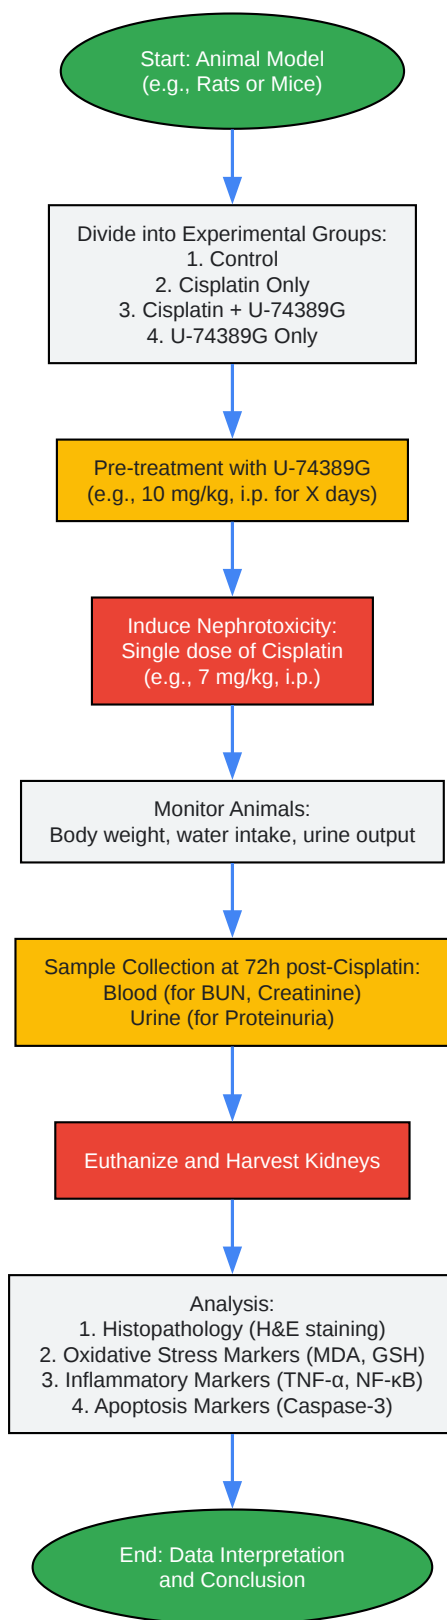 Start: Animal Model
(e.g., Rats or Mice)
Divide into Experimental Groups:
1. Control
2. Cisplatin Only
3. Cisplatin + U-74389G
4. U-74389G Only
Pre-treatment with U-74389G
(e.g., 10 mg/kg, i.p. for X days)
Induce Nephrotoxicity:
Single dose of Cisplatin
(e.g., 7 mg/kg, i.p.)
Monitor Animals:
Body weight, water intake, urine output
Sample Collection at 72h post-Cisplatin:
Blood (for BUN, Creatinine)
Urine (for Proteinuria)
Euthanize and Harvest Kidneys
Analysis:
1. Histopathology (H&E staining)
2. Oxidative Stress Markers (MDA, GSH)
3. Inflammatory Markers (TNF-α, NF-κB)
4. Apoptosis Markers (Caspase-3)
End: Data Interpretation
and Conclusion